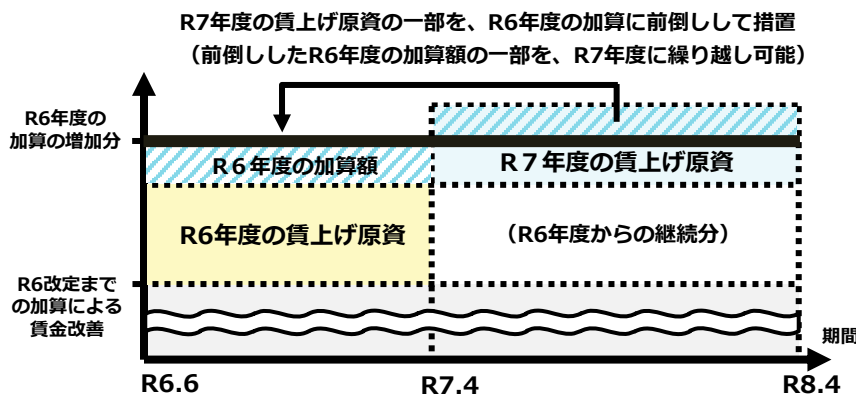 R7年度の賃上げ原資の一部を、R6年度の加算に前倒しして措置
（前倒ししたR6年度の加算額の一部を、R7年度に繰り越し可能）
R6年度の
加算の増加分
R６年度の加算額
R７年度の賃上げ原資
R6年度の賃上げ原資
（R6年度からの継続分）
R6改定まで
の加算による
賃金改善
期間
R6.6
R7.4
R8.4